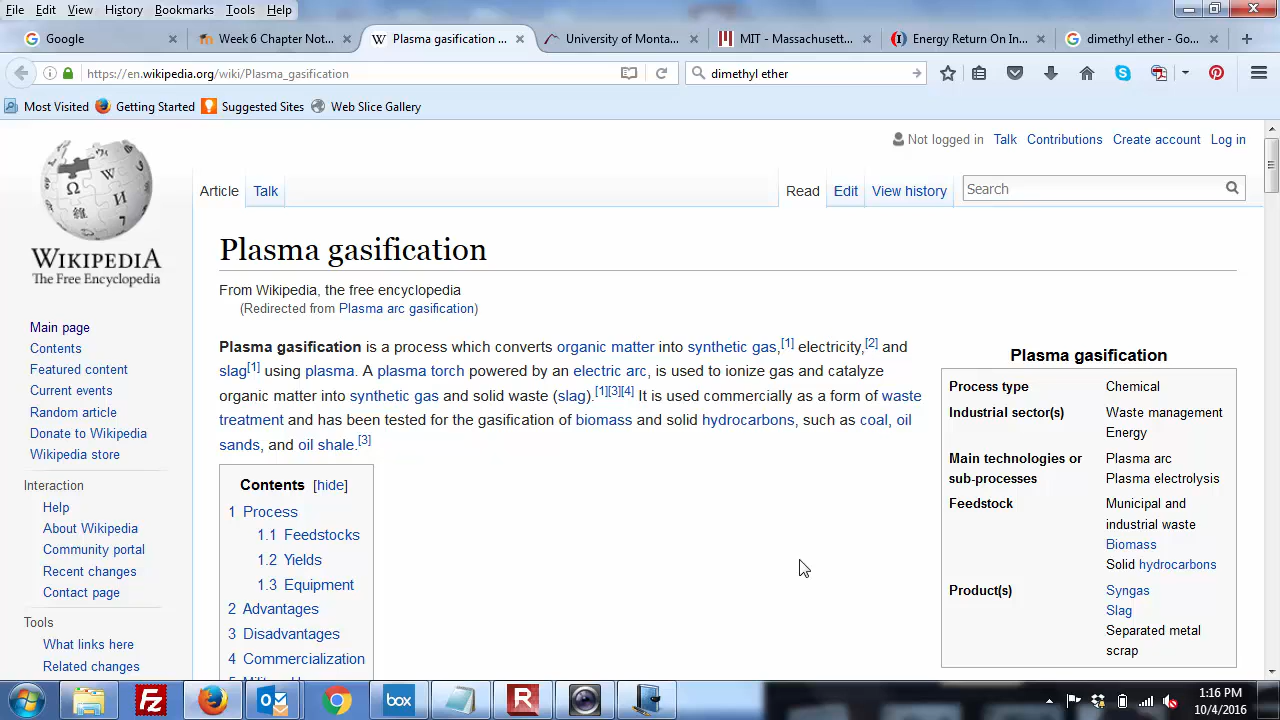 File Edit View History Bookmarks Tools Help
Google
Week 6 Chapter Not...
Plasma gasification ...
University of Monta...
MIT - Massachusett...
Energy Return On In...
dimethyl ether - Go...
https://en.wikipedia.org/wiki/Plasma_gasification
dimethyl ether
Most Visited Getting Started Suggested Sites Web Slice Gallery
Not logged in Talk Contributions Create account Log in
Article Talk
Read Edit View history
Search
WIKIPEDIA
The Free Encyclopedia
Main page
Contents
Featured content
Current events
Random article
Donate to Wikipedia
Wikipedia store
Interaction
Help
About Wikipedia
Community portal
Recent changes
Contact page
Tools
What links here
Related changes
Plasma gasification
From Wikipedia, the free encyclopedia
(Redirected from Plasma arc gasification)
Plasma gasification is a process which converts organic matter into synthetic gas,[1] electricity,[2] and
slag[1] using plasma. A plasma torch powered by an electric arc, is used to ionize gas and catalyze
organic matter into synthetic gas and solid waste (slag).[1][3][4] It is used commercially as a form of waste
treatment and has been tested for the gasification of biomass and solid hydrocarbons, such as coal, oil
sands, and oil shale.[3]
Contents [hide]
1 Process
1.1 Feedstocks
1.2 Yields
1.3 Equipment
2 Advantages
3 Disadvantages
4 Commercialization
Plasma gasification
Process type Chemical
Industrial sector(s) Waste management
Energy
Main technologies or Plasma arc
sub-processes Plasma electrolysis
Feedstock Municipal and
industrial waste
Biomass
Solid hydrocarbons
Product(s) Syngas
Slag
Separated metal
scrap
box
1:16 PM
10/4/2016